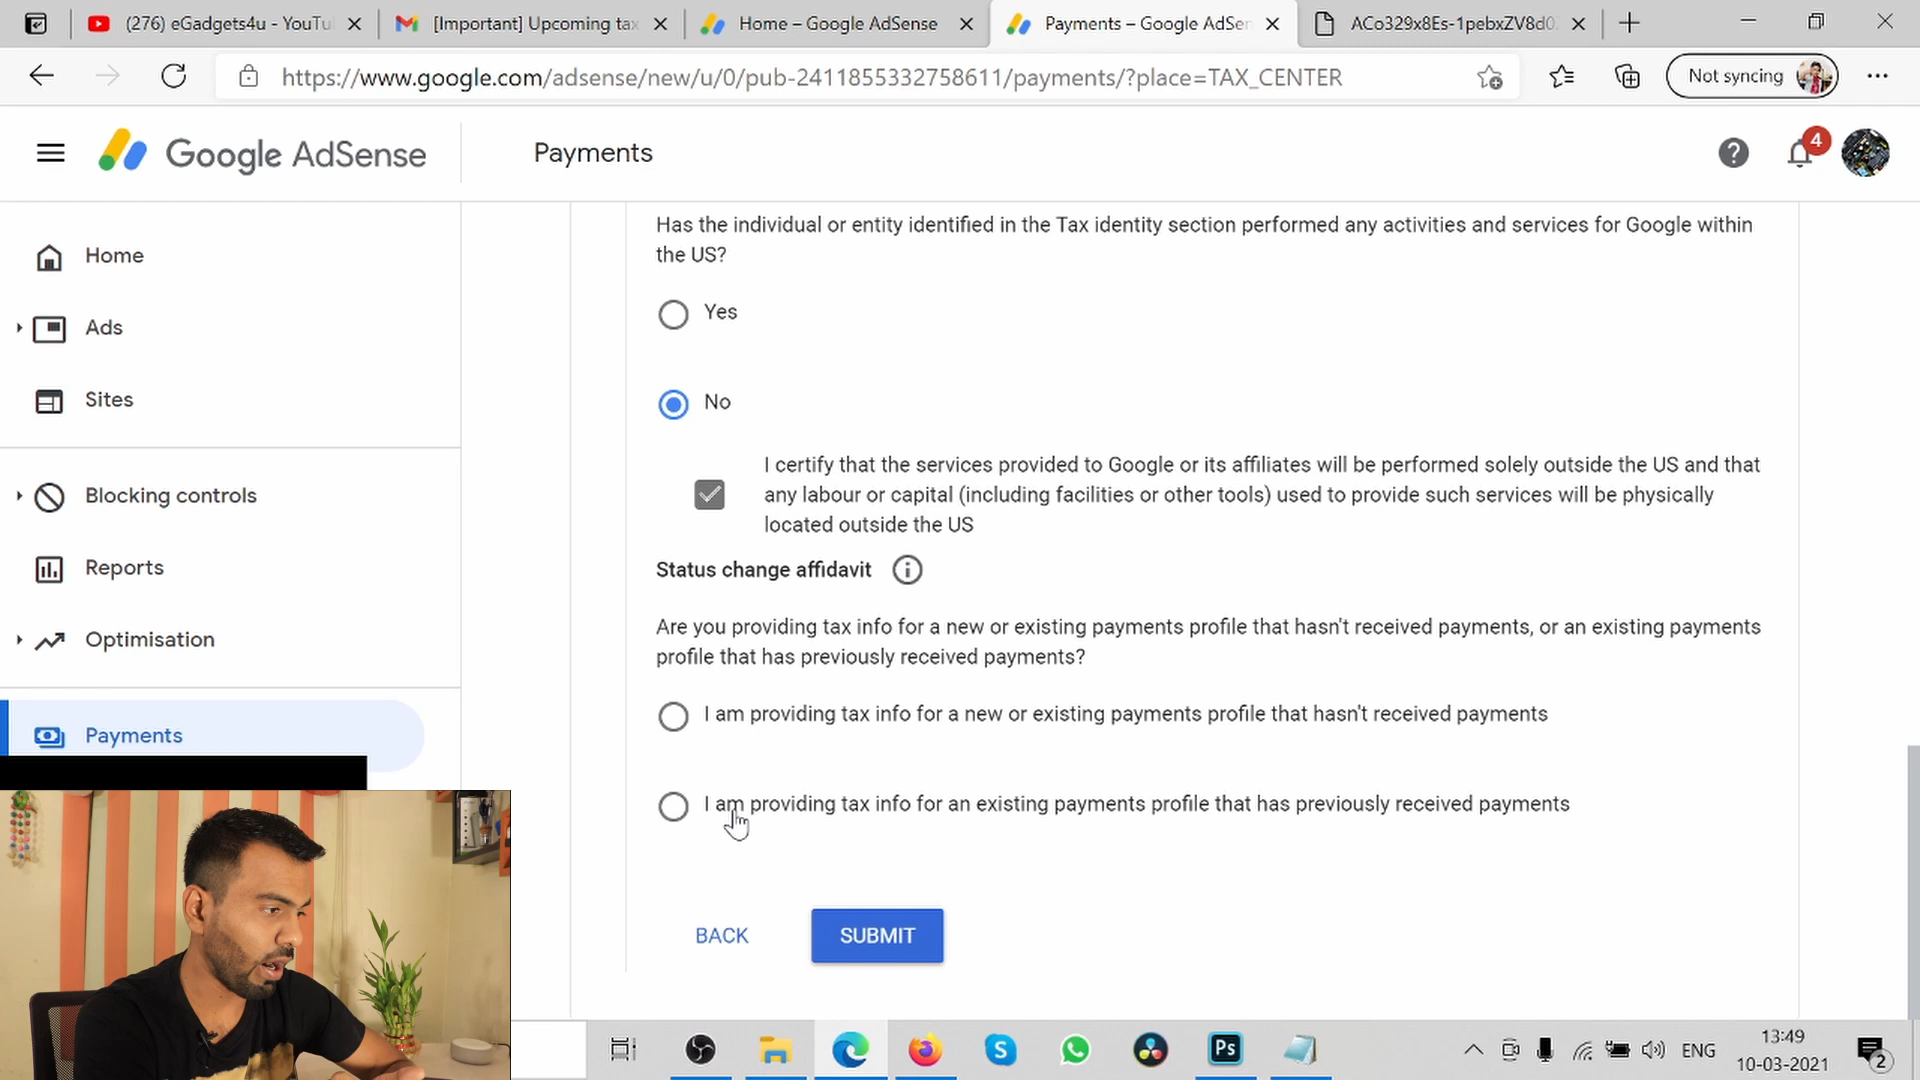 (276) eGadgets4u - YouTu
[Important] Upcoming tax
Home – Google AdSense
Payments – Google AdSen
ACo329x8Es-1pebxZV8d0
https://www.google.com/adsense/new/u/0/pub-2411855332758611/payments/?place=TAX_CENTER
Not syncing
Google AdSense
Payments
4
Home
Ads
Sites
Blocking controls
Reports
Optimisation
Payments
Has the individual or entity identified in the Tax identity section performed any activities and services for Google within
the US?
Yes
No
I certify that the services provided to Google or its affiliates will be performed solely outside the US and that
any labour or capital (including facilities or other tools) used to provide such services will be physically
located outside the US
Status change affidavit
Are you providing tax info for a new or existing payments profile that hasn't received payments, or an existing payments
profile that has previously received payments?
I am providing tax info for a new or existing payments profile that hasn't received payments
I am providing tax info for an existing payments profile that has previously received payments
BACK
SUBMIT
Ps
ENG
13:49
10-03-2021
2